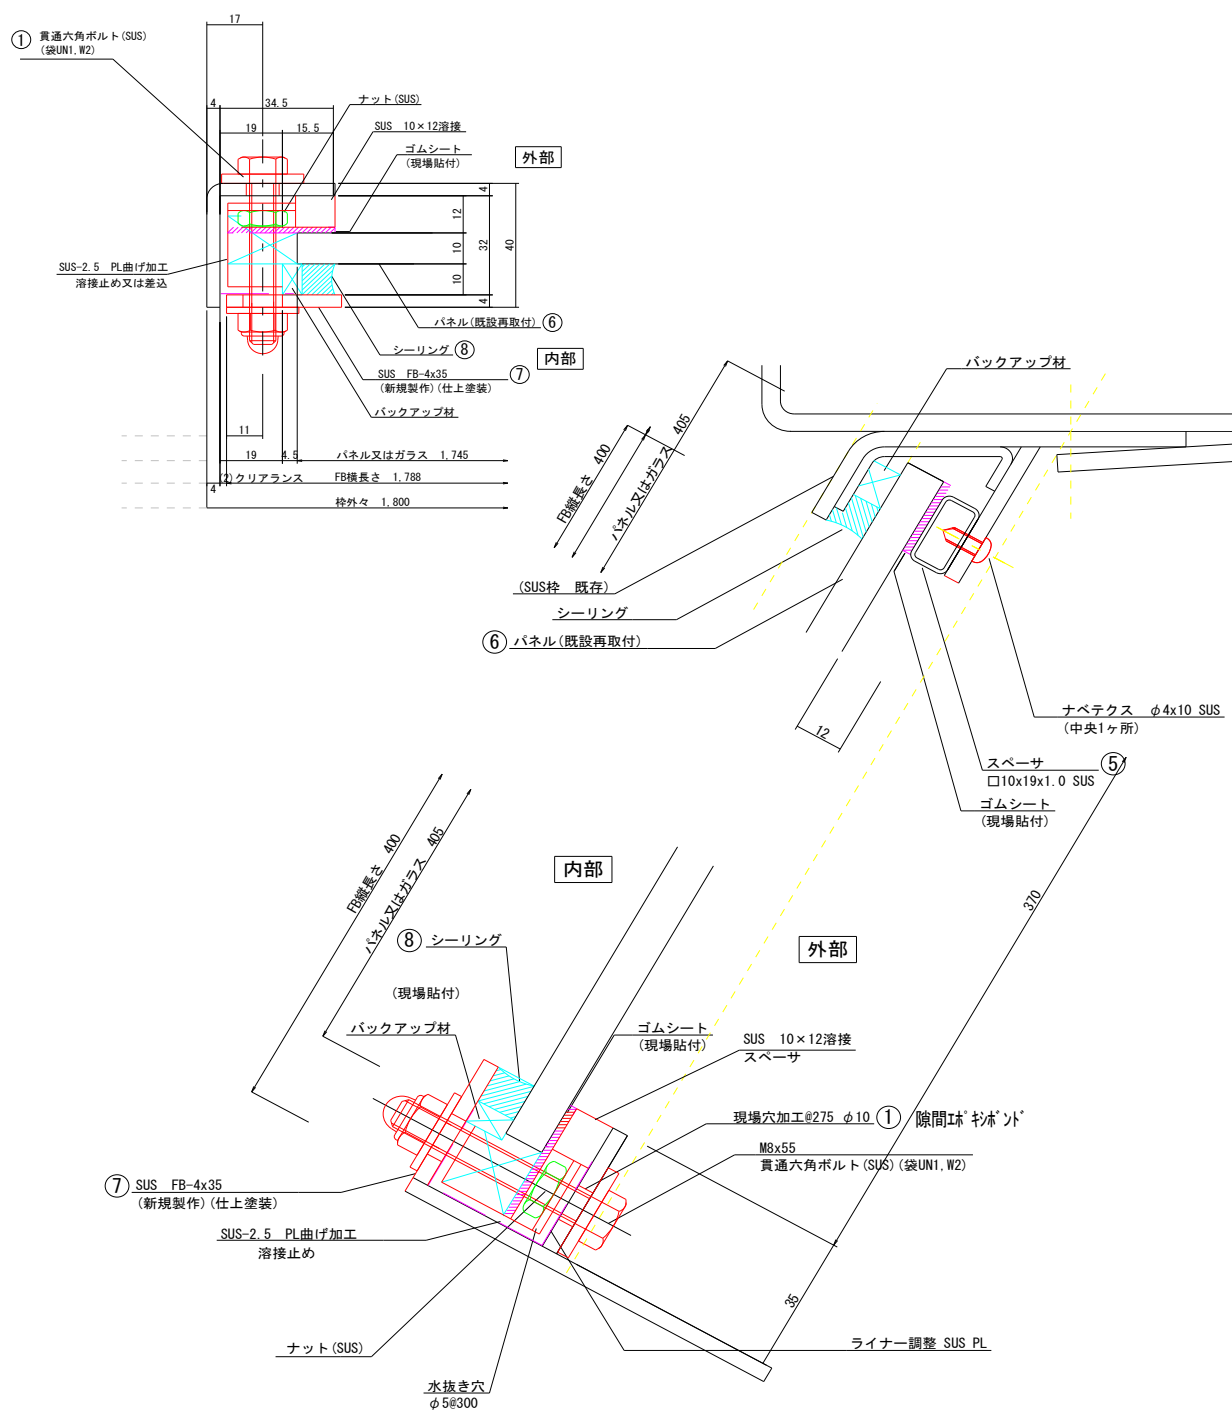 17
① 貫通六角ボルト(SUS)
(袋UN1,W2)
4
34.5
ナット(SUS)
19
15.5
SUS 10×12溶接
ゴムシート
(現場貼付)
外部
4
12
10
32
40
10
4
SUS-2.5 PL曲げ加工
溶接止め又は差込
パネル(既設再取付) ⑥
シーリング ⑧
内部
SUS FB-4x35 ⑦
(新規製作)(仕上塗装)
バックアップ材
11
19
4.5
パネル又はガラス 1,745
(2)クリアランス
FB横長さ 1.788
4
枠外々 1,800
バックアップ材
FB縦長さ 400
パネル又はガラス 405
(SUS枠 既存)
シーリング
⑥ パネル(既設再取付)
12
ナベテクス φ4x10 SUS
(中央1ヶ所)
スペーサ ⑤
□10x19x1.0 SUS
ゴムシート
(現場貼付)
FB縦長さ 400
パネル又はガラス 405
内部
外部
370
⑧ シーリング
(現場貼付)
バックアップ材
ゴムシート
(現場貼付)
SUS 10×12溶接
スペーサ
現場穴加工@275 φ10 ① 隙間ｴﾎﾟｷｼﾎﾞﾝﾄﾞ
M8x55
貫通六角ボルト(SUS)(袋UN1,W2)
⑦ SUS FB-4x35
(新規製作)(仕上塗装)
SUS-2.5 PL曲げ加工
溶接止め
35
ナット(SUS)
ライナー調整 SUS PL
水抜き穴
φ5@300